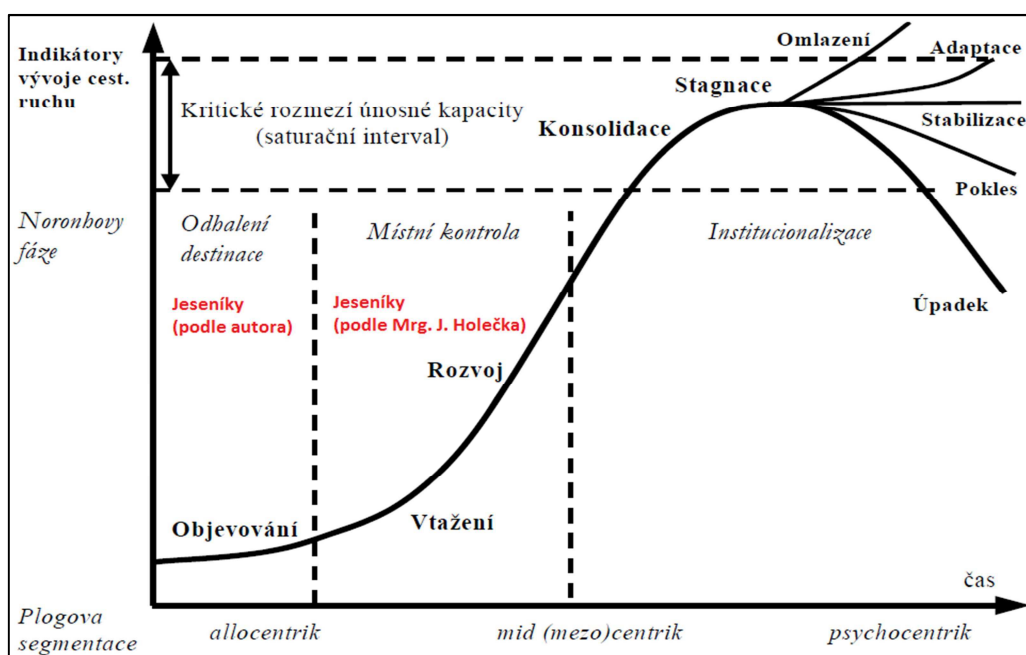 Indikátory
vývoje cest.
ruchu
Omlazení
Adaptace
Stagnace
Kritické rozmezí únosné kapacity
(saturační interval)
Konsolidace
Stabilizace
Pokles
Noronhovy
fáze
Odhalení
destinace
Místní kontrola
Institucionalizace
Jeseníky
(podle autora)
Jeseníky
(podle Mrg. J. Holečka)
Úpadek
Rozvoj
Objevování
Vtažení
čas
Plogova
segmentace
allocentrik
mid (mezo)centrik
psychocentrik